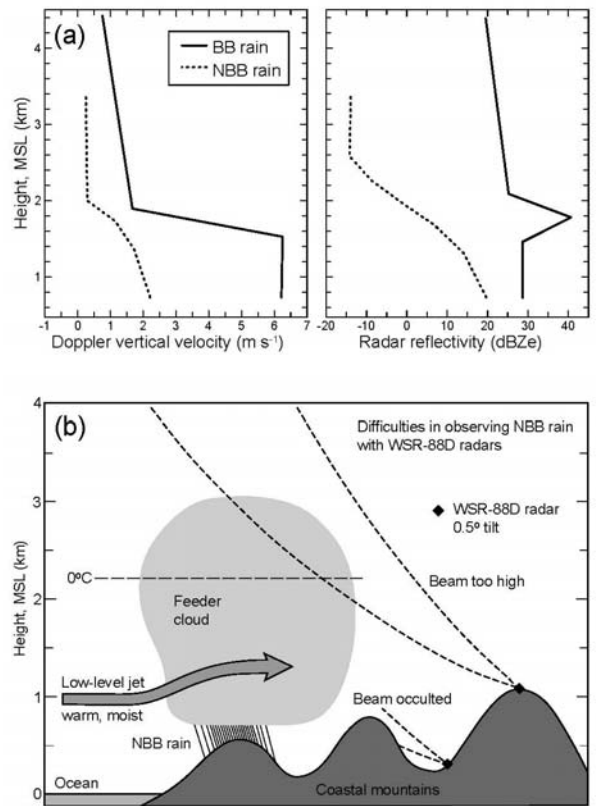 (a)
BB rain
NBB rain
Height, MSL (km)
4
3
2
1
-1 0 1 2 3 4 5 6 7
Doppler vertical velocity (m s⁻¹)
-20 -10 0 10 20 30 40
Radar reflectivity (dBZe)
(b)
Difficulties in observing NBB rain
with WSR-88D radars
WSR-88D radar
0.5º tilt
Height, MSL (km)
4
3
2
1
0
0ºC
Feeder
cloud
Beam too high
Low-level jet
warm, moist
Beam occulted
NBB rain
Ocean
Coastal mountains